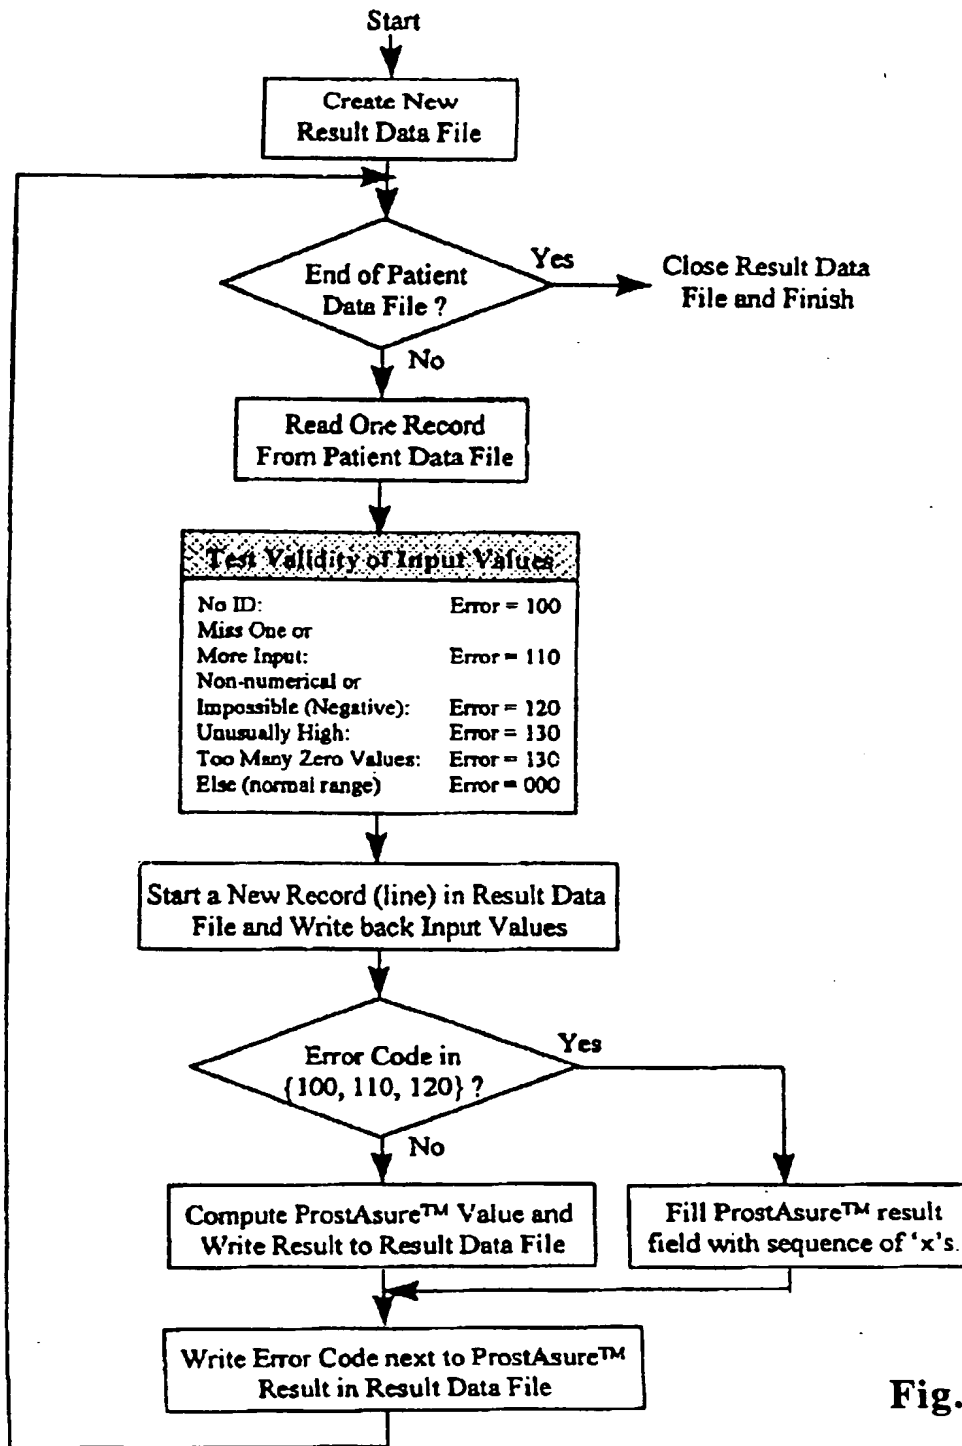 Start
Create New
Result Data File
End of Patient
Data File ?
Yes
Close Result Data
File and Finish
No
Read One Record
From Patient Data File
Test Validity of Input Values
No ID: Error = 100
Miss One or
More Input: Error = 110
Non-numerical or
Impossible (Negative): Error = 120
Unusually High: Error = 130
Too Many Zero Values: Error = 130
Else (normal range) Error = 000
Start a New Record (line) in Result Data
File and Write back Input Values
Error Code in
{100, 110, 120} ?
Yes
No
Compute ProstAsure™ Value and
Write Result to Result Data File
Fill ProstAsure™ result
field with sequence of ‘x’s.
Write Error Code next to ProstAsure™
Result in Result Data File
Fig.